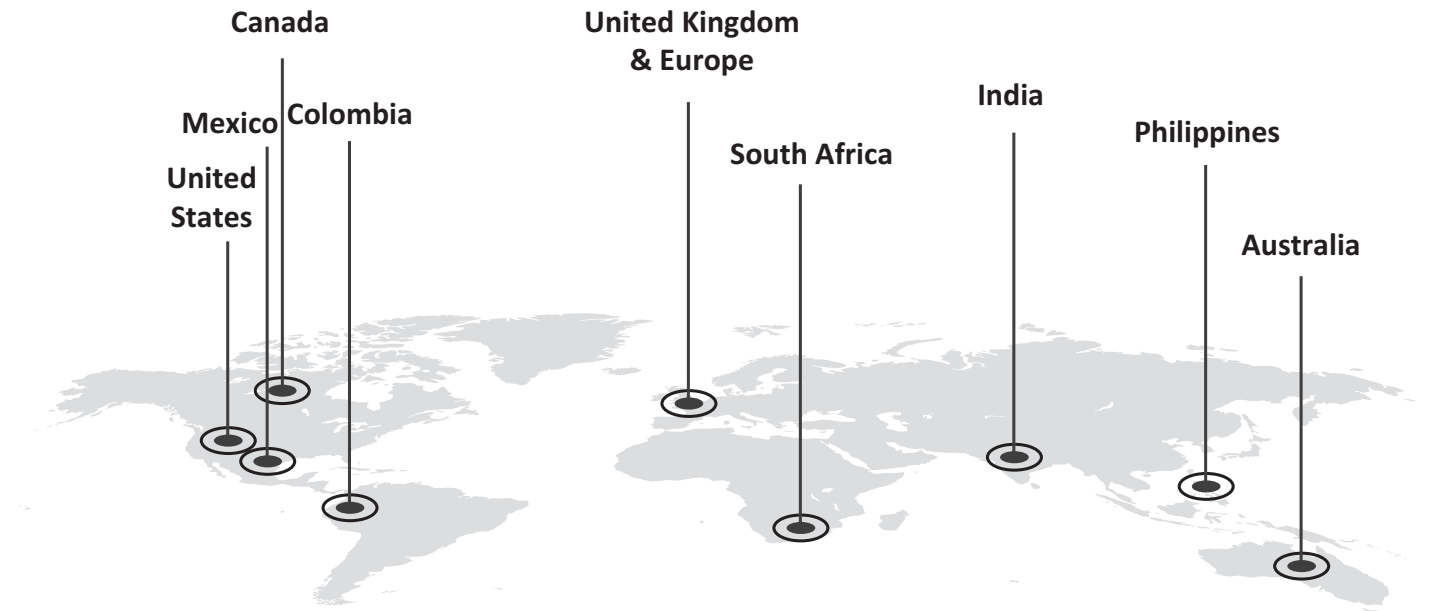 Canada
United Kingdom
& Europe
India
Mexico
Colombia
Philippines
South Africa
United
States
Australia